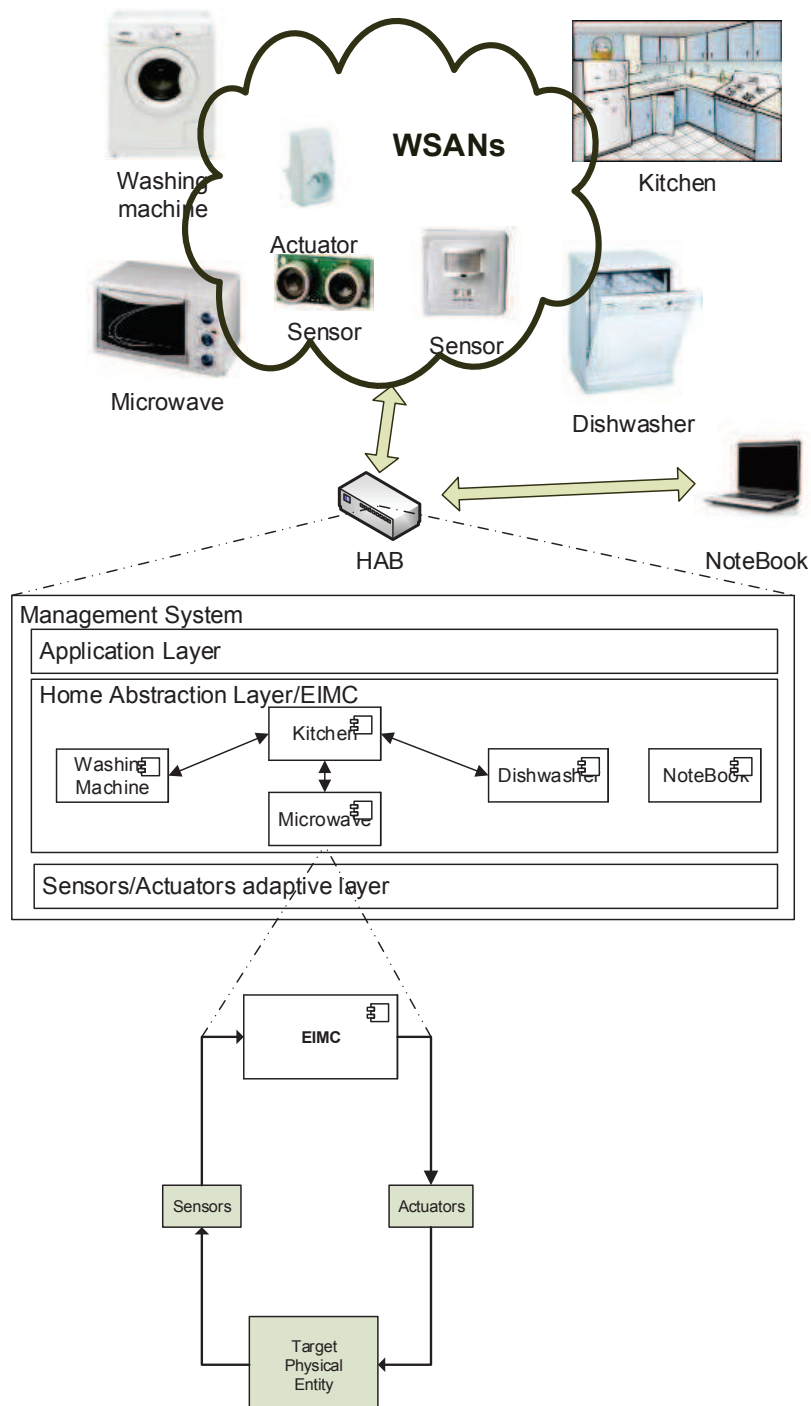 WSANs
Washing
machine
Kitchen
Actuator
Sensor
Sensor
Microwave
Dishwasher
HAB
NoteBook
Management System
Application Layer
Home Abstraction Layer/EIMC
Kitchen
Washing
Machine
Dishwasher
NoteBook
Microwave
Sensors/Actuators adaptive layer
EIMC
Sensors
Actuators
Target
Physical
Entity